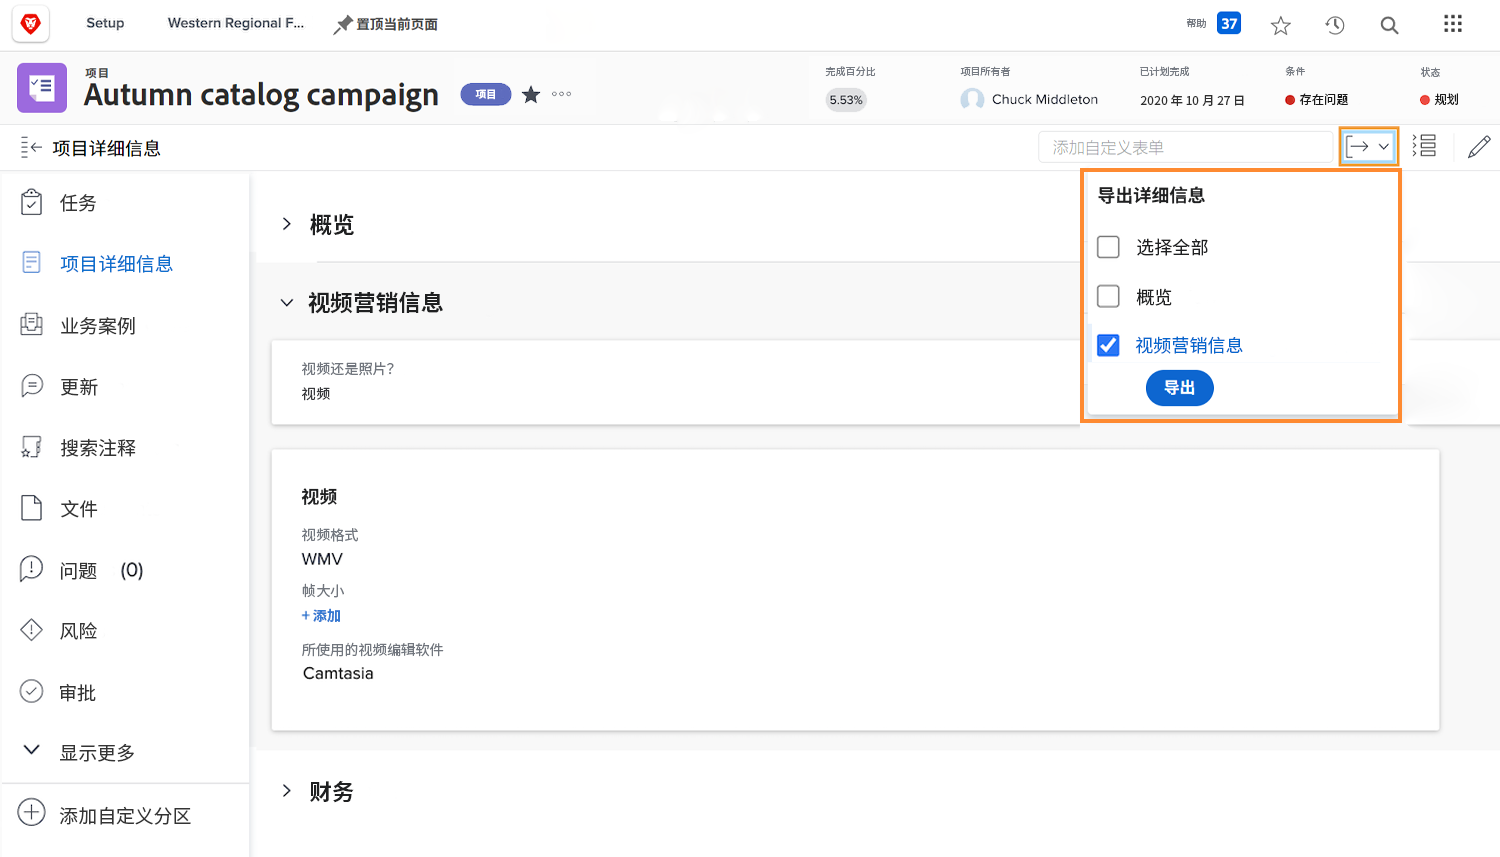 Setup
Western Regional F...
置顶当前页面
帮助
37
项目
Autumn catalog campaign
项目
完成百分比
5.53%
项目所有者
Chuck Middleton
已计划完成
2020 年 10 月 27 日
条件
存在问题
状态
规划
项目详细信息
添加自定义表单
任务
项目详细信息
业务案例
更新
搜索注释
文件
问题 (0)
风险
审批
显示更多
添加自定义分区
概览
视频营销信息
视频还是照片?
视频
视频
视频格式
WMV
帧大小
+ 添加
所使用的视频编辑软件
Camtasia
财务
导出详细信息
选择全部
概览
视频营销信息
导出